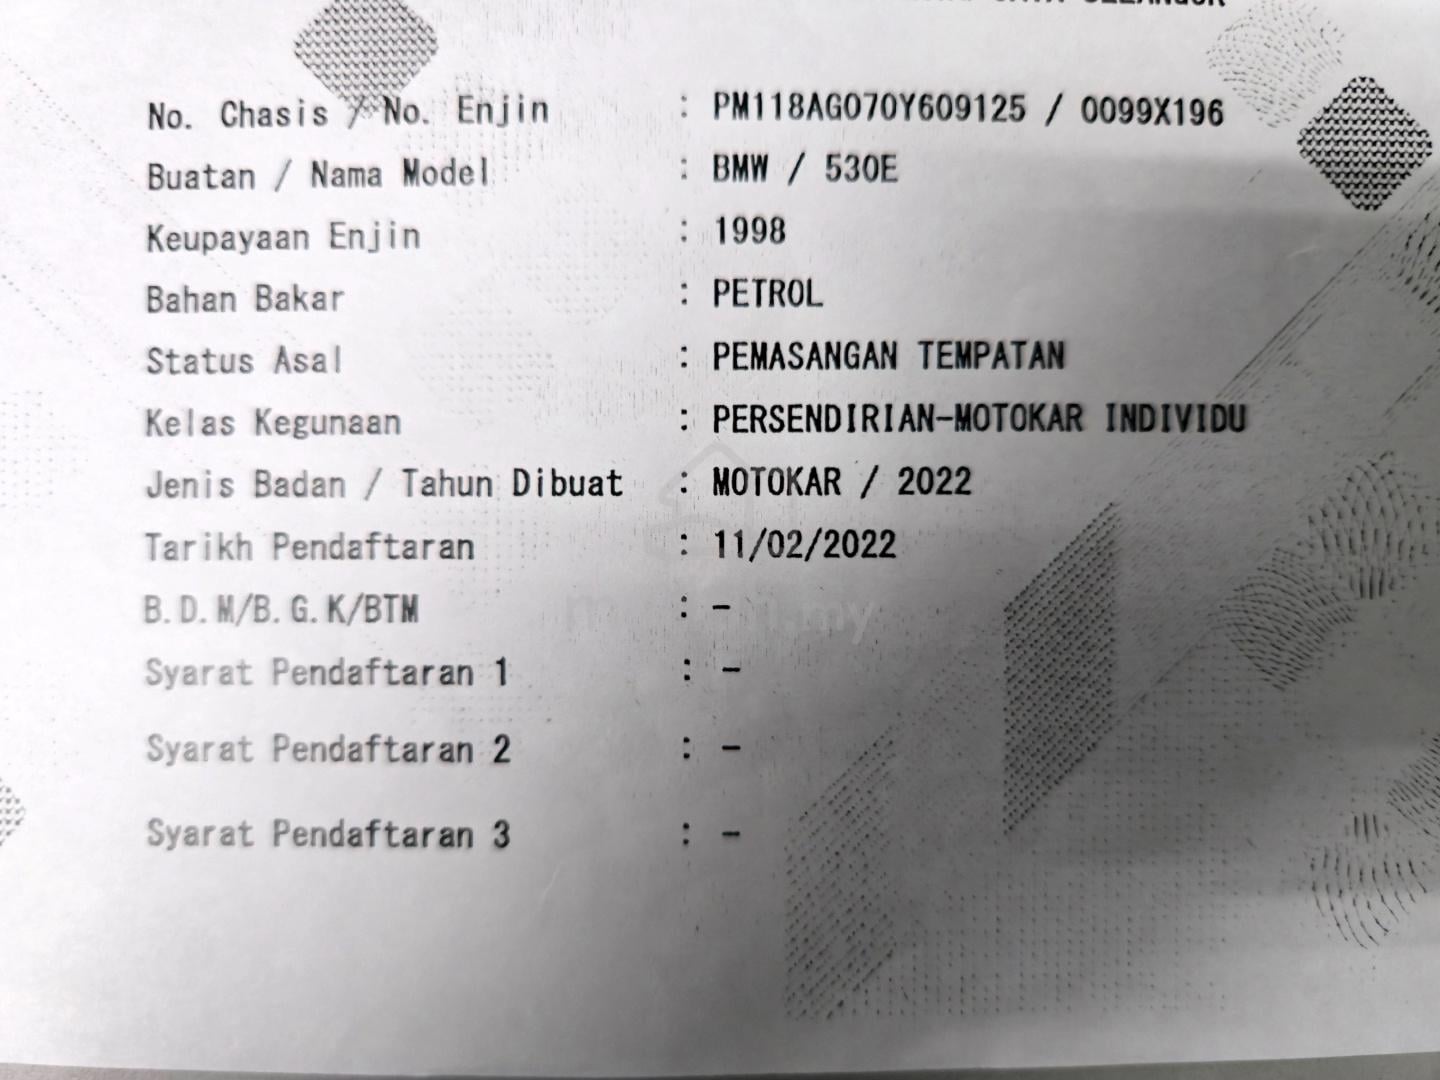 No. Chasis / No. Enjin : PM118AG070Y609125 / 0099X196
Buatan / Nama Model : BMW / 530E
Keupayaan Enjin : 1998
Bahan Bakar : PETROL
Status Asal : PEMASANGAN TEMPATAN
Kelas Kegunaan : PERSENDIRIAN-MOTOKAR INDIVIDU
Jenis Badan / Tahun Dibuat : MOTOKAR / 2022
Tarikh Pendaftaran : 11/02/2022
B.D.M/B.G.K/BTM : -
Syarat Pendaftaran 1 : -
Syarat Pendaftaran 2 : -
Syarat Pendaftaran 3 : -